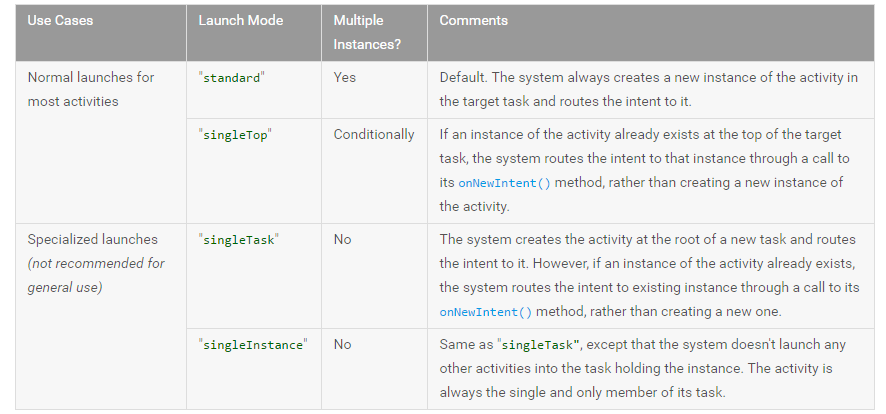 Use Cases
Launch Mode
Multiple
Instances?
Comments
Normal launches for
most activities
"standard"
Yes
Default. The system always creates a new instance of the activity in
the target task and routes the intent to it.
"singleTop"
Conditionally
If an instance of the activity already exists at the top of the target
task, the system routes the intent to that instance through a call to
its onNewIntent() method, rather than creating a new instance of
the activity.
Specialized launches
(not recommended for
general use)
"singleTask"
No
The system creates the activity at the root of a new task and routes
the intent to it. However, if an instance of the activity already exists,
the system routes the intent to existing instance through a call to its
onNewIntent() method, rather than creating a new one.
"singleInstance"
No
Same as "singleTask", except that the system doesn't launch any
other activities into the task holding the instance. The activity is
always the single and only member of its task.